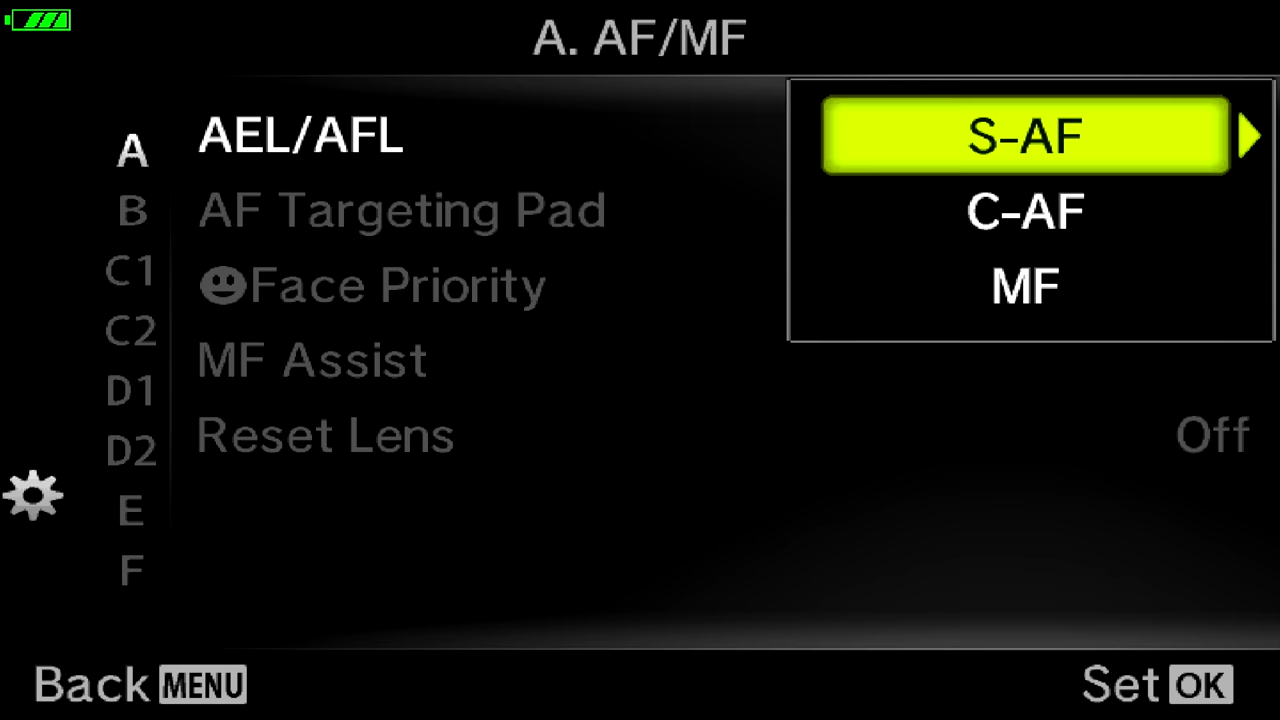 A. AF/MF
A
B
C1
C2
D1
D2
E
F
AEL/AFL
AF Targeting Pad
Face Priority
MF Assist
Reset Lens Off
S-AF
C-AF
MF
Back MENU
Set OK